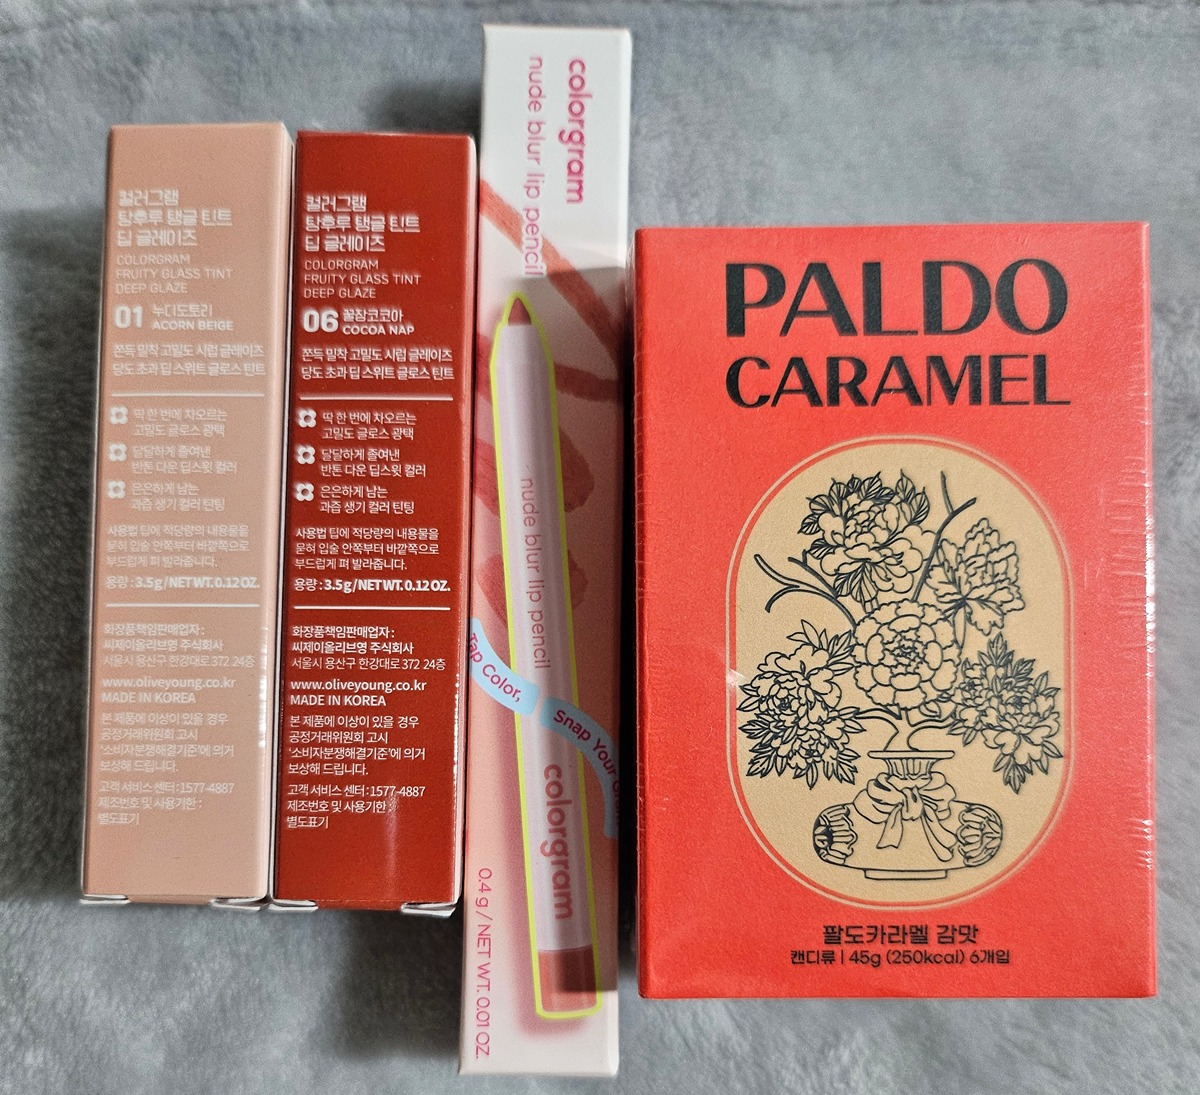 컬러그램
탕후루 탱글 틴트
딥 글레이즈
COLORGRAM
FRUITY GLASS TINT
DEEP GLAZE
01 누디도토리
ACORN BEIGE
쫀득 밀착 고밀도 시럽 글레이즈
당도 초과 딥 스위트 글로스 틴트
딱 한 번에 차오르는
고밀도 글로스 광택
달달하게 졸여낸
반톤 다운 딥스윗 컬러
은은하게 남는
과즙 생기 컬러 틴팅
사용법 팁에 적당량의 내용물을
묻혀 입술 안쪽부터 바깥쪽으로
부드럽게 펴 발라줍니다.
용량 : 3.5g/NET WT. 0.12 OZ.
화장품책임판매업자 :
씨제이올리브영 주식회사
서울시 용산구 한강대로 372 24층
www.oliveyoung.co.kr
MADE IN KOREA
본 제품에 이상이 있을 경우
공정거래위원회 고시
'소비자분쟁해결기준'에 의거
보상해 드립니다.
고객 서비스 센터 : 1577-4887
제조번호 및 사용기한 :
별도표기
컬러그램
탕후루 탱글 틴트
딥 글레이즈
COLORGRAM
FRUITY GLASS TINT
DEEP GLAZE
06 꿀잠코코아
COCOA NAP
쫀득 밀착 고밀도 시럽 글레이즈
당도 초과 딥 스위트 글로스 틴트
딱 한 번에 차오르는
고밀도 글로스 광택
달달하게 졸여낸
반톤 다운 딥스윗 컬러
은은하게 남는
과즙 생기 컬러 틴팅
사용법 팁에 적당량의 내용물을
묻혀 입술 안쪽부터 바깥쪽으로
부드럽게 펴 발라줍니다.
용량 : 3.5g/NET WT. 0.12 OZ.
화장품책임판매업자 :
씨제이올리브영 주식회사
서울시 용산구 한강대로 372 24층
www.oliveyoung.co.kr
MADE IN KOREA
본 제품에 이상이 있을 경우
공정거래위원회 고시
'소비자분쟁해결기준'에 의거
보상해 드립니다.
고객 서비스 센터 : 1577-4887
제조번호 및 사용기한 :
별도표기
colorgram
nude blur lip pencil
nude blur lip pencil
Tap Color,
Snap Your
colorgram
0.4 g / NET WT. 0.01 OZ.
PALDO
CARAMEL
팔도카라멜 감맛
캔디류 | 45g (250kcal) 6개입